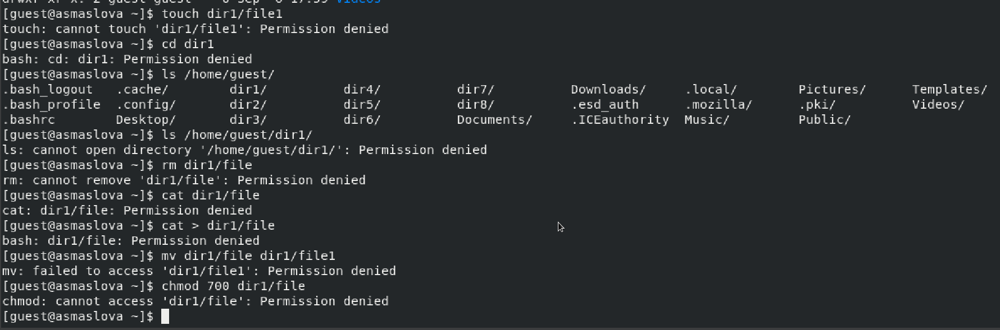 [guest@asmaslova ~]$ touch dir1/file1
touch: cannot touch 'dir1/file1': Permission denied
[guest@asmaslova ~]$ cd dir1
bash: cd: dir1: Permission denied
[guest@asmaslova ~]$ ls /home/guest/
.bash_logout .cache/ dir1/ dir4/ dir7/ Downloads/ .local/ Pictures/ Templates/
.bash_profile .config/ dir2/ dir5/ dir8/ .esd_auth .mozilla/ .pki/ Videos/
.bashrc Desktop/ dir3/ dir6/ Documents/ .ICEauthority Music/ Public/
[guest@asmaslova ~]$ ls /home/guest/dir1/
ls: cannot open directory '/home/guest/dir1/': Permission denied
[guest@asmaslova ~]$ rm dir1/file
rm: cannot remove 'dir1/file': Permission denied
[guest@asmaslova ~]$ cat dir1/file
cat: dir1/file: Permission denied
[guest@asmaslova ~]$ cat > dir1/file
bash: dir1/file: Permission denied
[guest@asmaslova ~]$ mv dir1/file dir1/file1
mv: failed to access 'dir1/file1': Permission denied
[guest@asmaslova ~]$ chmod 700 dir1/file
chmod: cannot access 'dir1/file': Permission denied
[guest@asmaslova ~]$